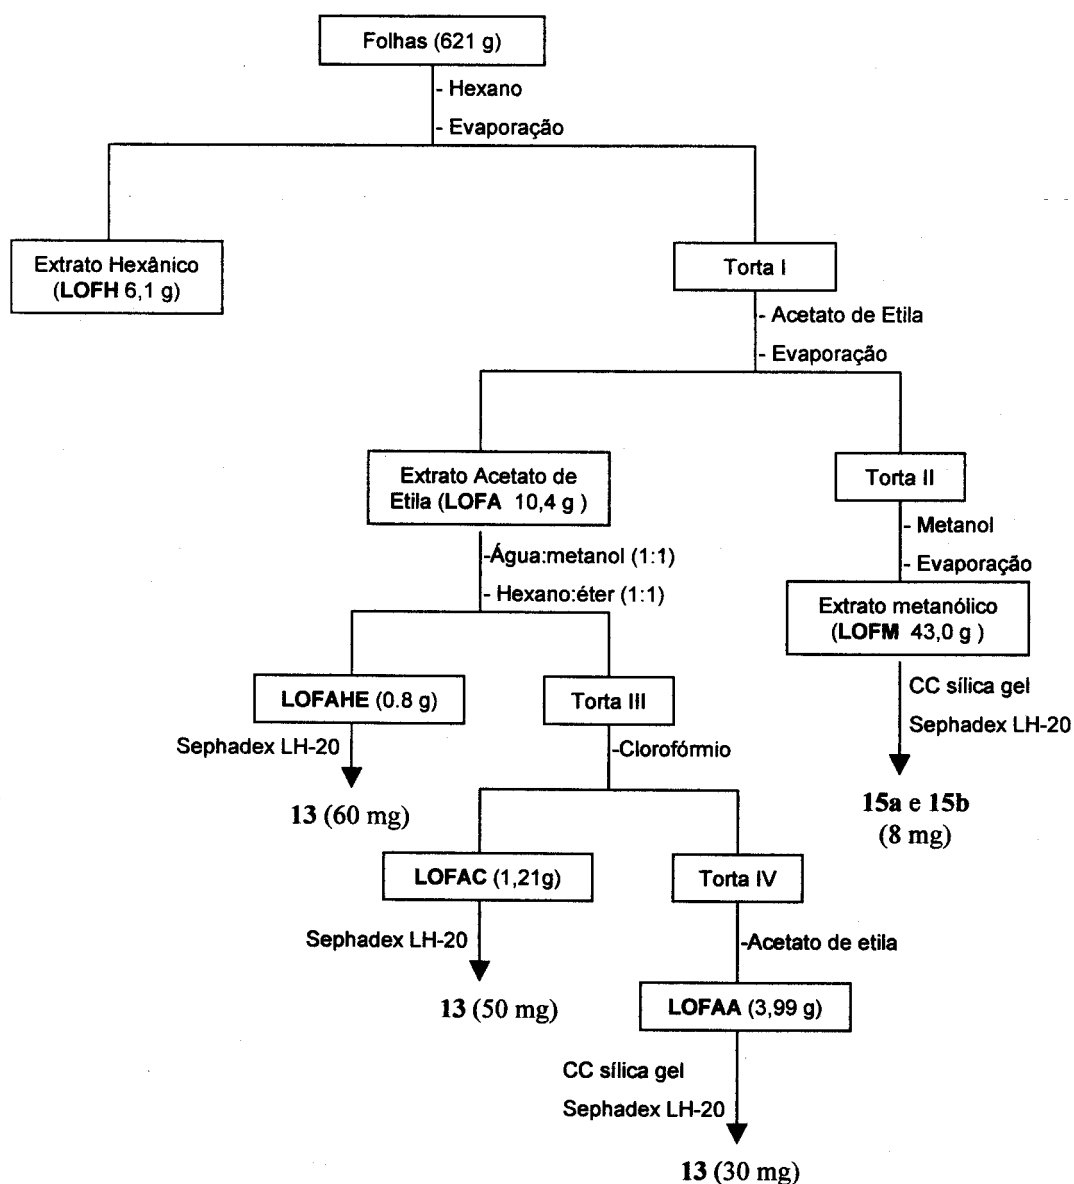 Folhas (621 g)
- Hexano
- Evaporação
Extrato Hexânico
(LOFH 6,1 g)
Torta I
- Acetato de Etila
- Evaporação
Extrato Acetato de
Etila (LOFA 10,4 g )
Torta II
- Metanol
- Evaporação
-Água:metanol (1:1)
- Hexano:éter (1:1)
Extrato metanólico
(LOFM 43,0 g )
LOFAHE (0.8 g)
Torta III
CC sílica gel
Sephadex LH-20
Sephadex LH-20
-Clorofórmio
13 (60 mg)
15a e 15b
(8 mg)
LOFAC (1,21g)
Torta IV
Sephadex LH-20
-Acetato de etila
13 (50 mg)
LOFAA (3,99 g)
CC sílica gel
Sephadex LH-20
13 (30 mg)